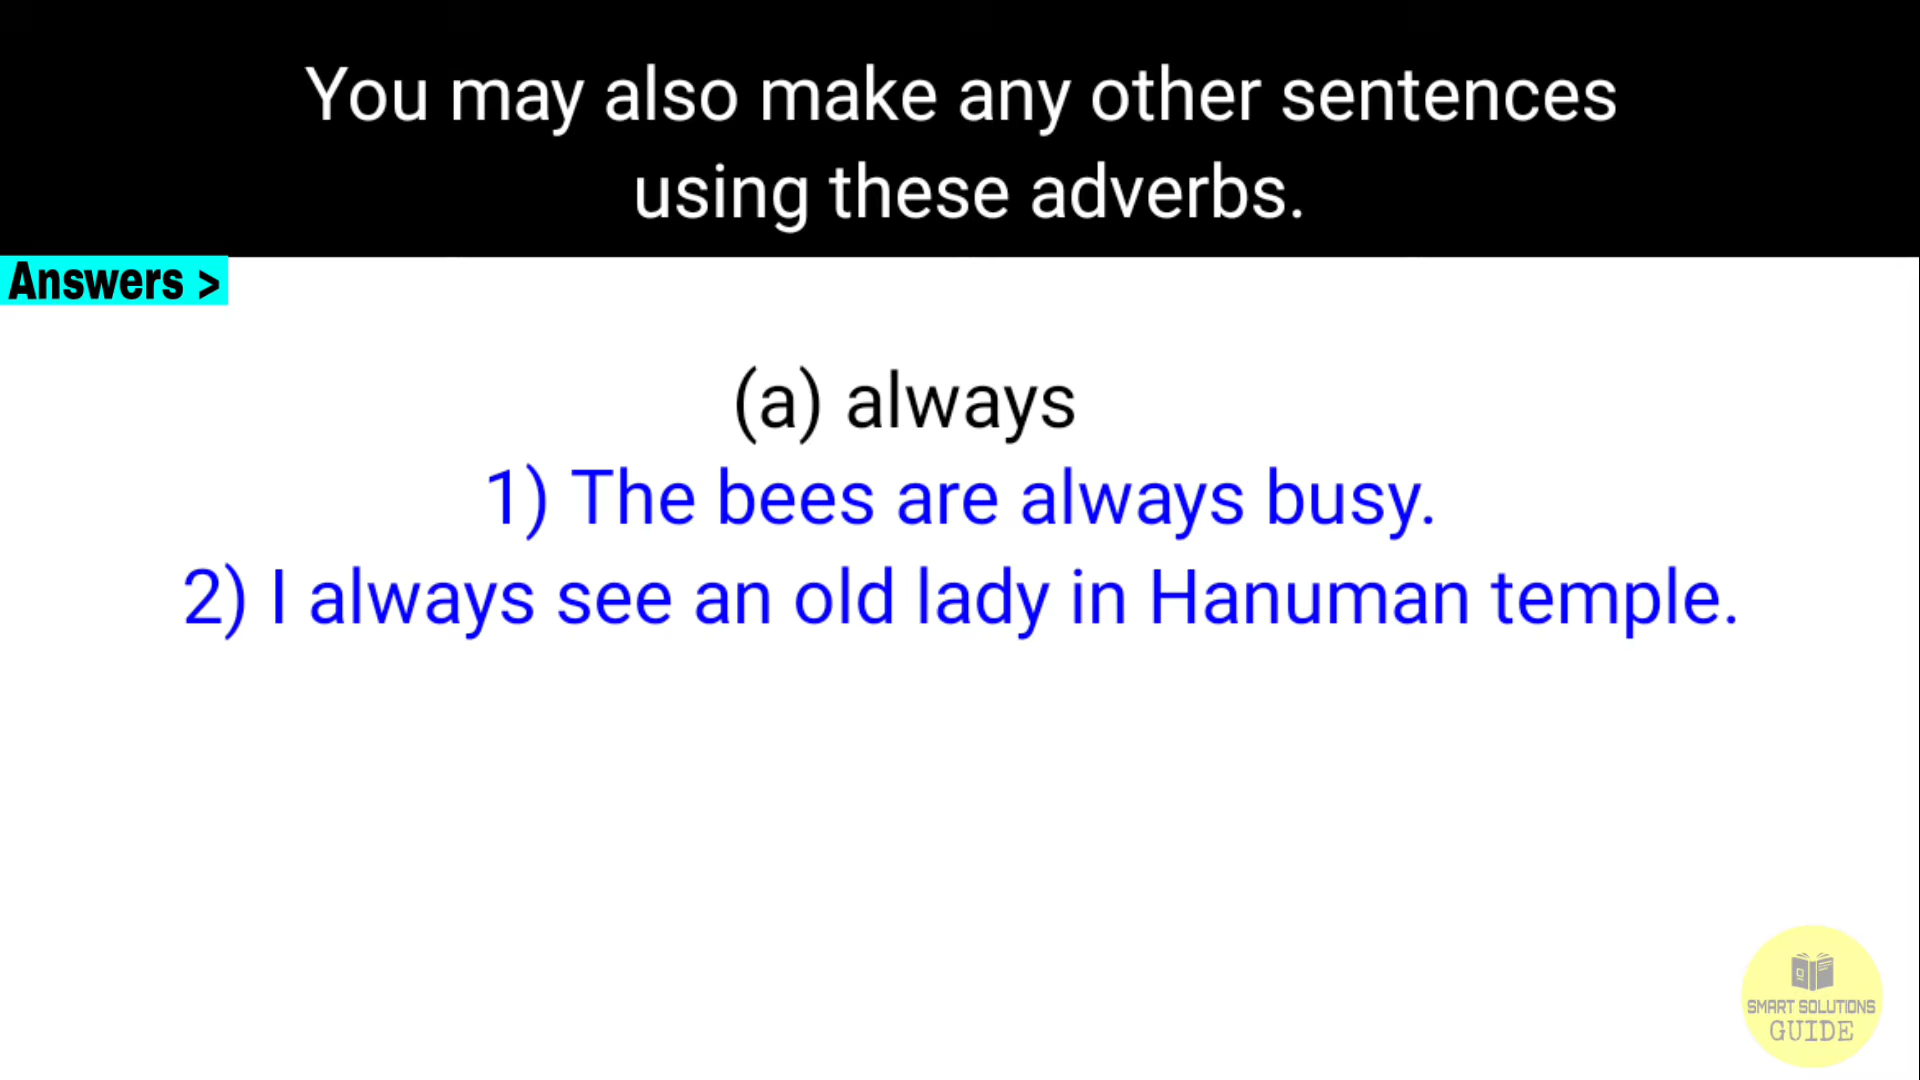 You may also make any other sentences
using these adverbs.
Answers >
(a) always
1) The bees are always busy.
2) I always see an old lady in Hanuman temple.
SMART SOLUTIONS
GUIDE